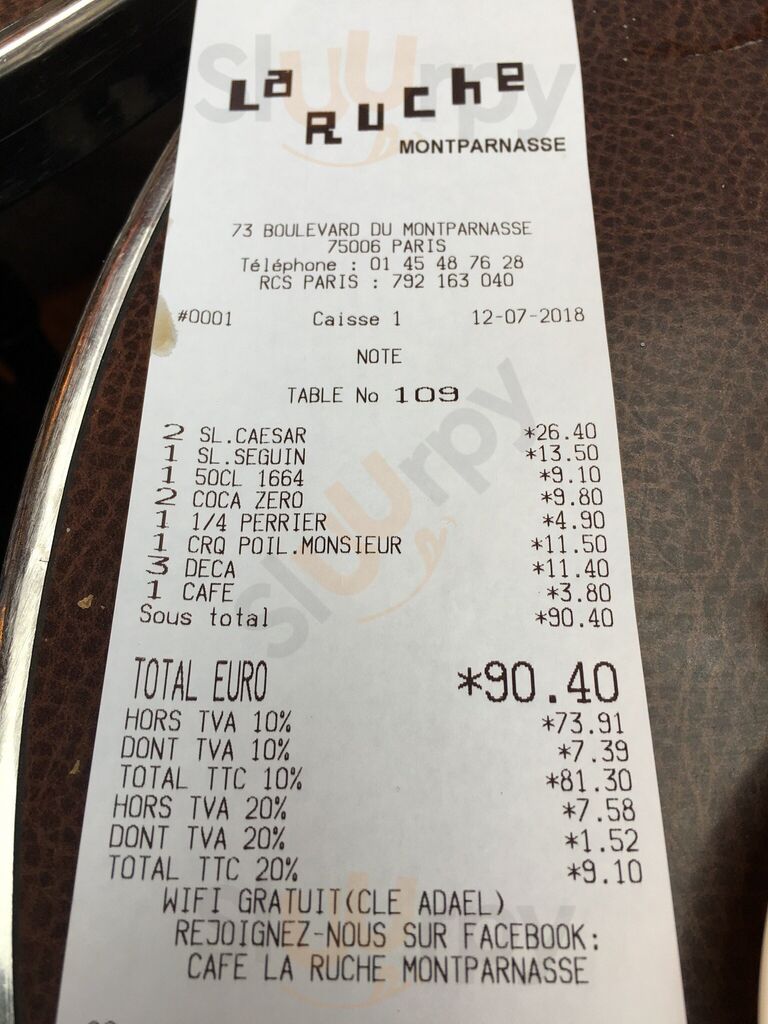 La Ruche
MONTPARNASSE
73 BOULEVARD DU MONTPARNASSE
75006 PARIS
Téléphone : 01 45 48 76 28
RCS PARIS : 792 163 040
#0001 Caisse 1 12-07-2018
NOTE
TABLE No 109
2 SL.CAESAR *26.40
1 SL.SEGUIN *13.50
1 50CL 1664 *9.10
2 COCA ZERO *9.80
1 1/4 PERRIER *4.90
1 CRQ POIL.MONSIEUR *11.50
3 DECA *11.40
1 CAFE *3.80
Sous total *90.40
TOTAL EURO *90.40
HORS TVA 10% *73.91
DONT TVA 10% *7.39
TOTAL TTC 10% *81.30
HORS TVA 20% *7.58
DONT TVA 20% *1.52
TOTAL TTC 20% *9.10
WIFI GRATUIT(CLE ADAEL)
REJOIGNEZ-NOUS SUR FACEBOOK:
CAFE LA RUCHE MONTPARNASSE
Sluurpy
Sluurpy
Sluurpy